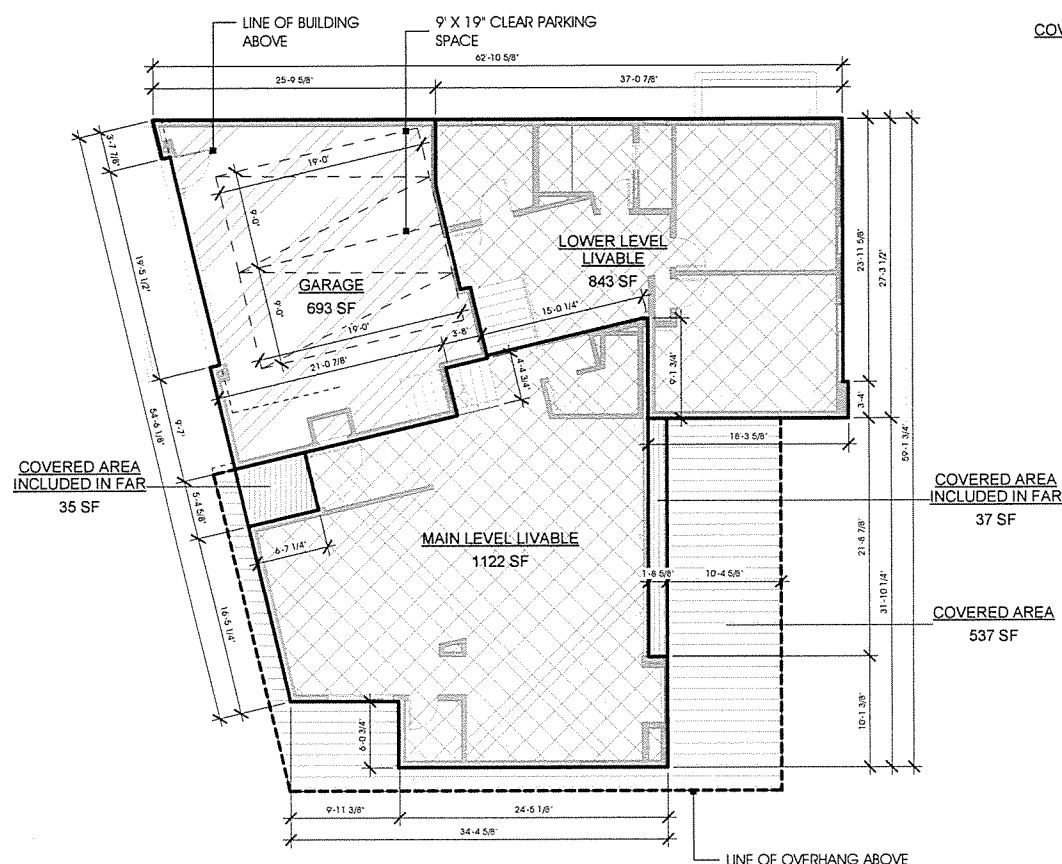 LINE OF BUILDING
ABOVE
9' X 19" CLEAR PARKING
SPACE
COV
62'-10 5/8"
25'-9 5/8"
37'-0 7/8"
3'-7 7/8"
19'-0"
9'-0"
9'-0"
19'-0"
LOWER LEVEL
LIVABLE
843 SF
GARAGE
693 SF
15'-0 1/4"
3'-8"
21'-0 7/8"
4'-4 3/4"
9'-1 3/4"
23'-11 5/8"
27'-3 1/2"
3'-4"
59'-1 3/4"
19'-5 1/2"
54'-6 1/8"
9'-7"
18'-3 5/8"
COVERED AREA
INCLUDED IN FAR
35 SF
5'-4 5/8"
6'-7 1/4"
MAIN LEVEL LIVABLE
1122 SF
COVERED AREA
INCLUDED IN FAR
37 SF
21'-8 7/8"
31'-10 1/4"
1'-8 5/8"
10'-4 5/8"
COVERED AREA
537 SF
16'-5 1/4"
6'-0 3/4"
10'-1 3/8"
9'-11 3/8"
24'-5 1/8"
34'-4 5/8"
LINE OF OVERHANG ABOVE